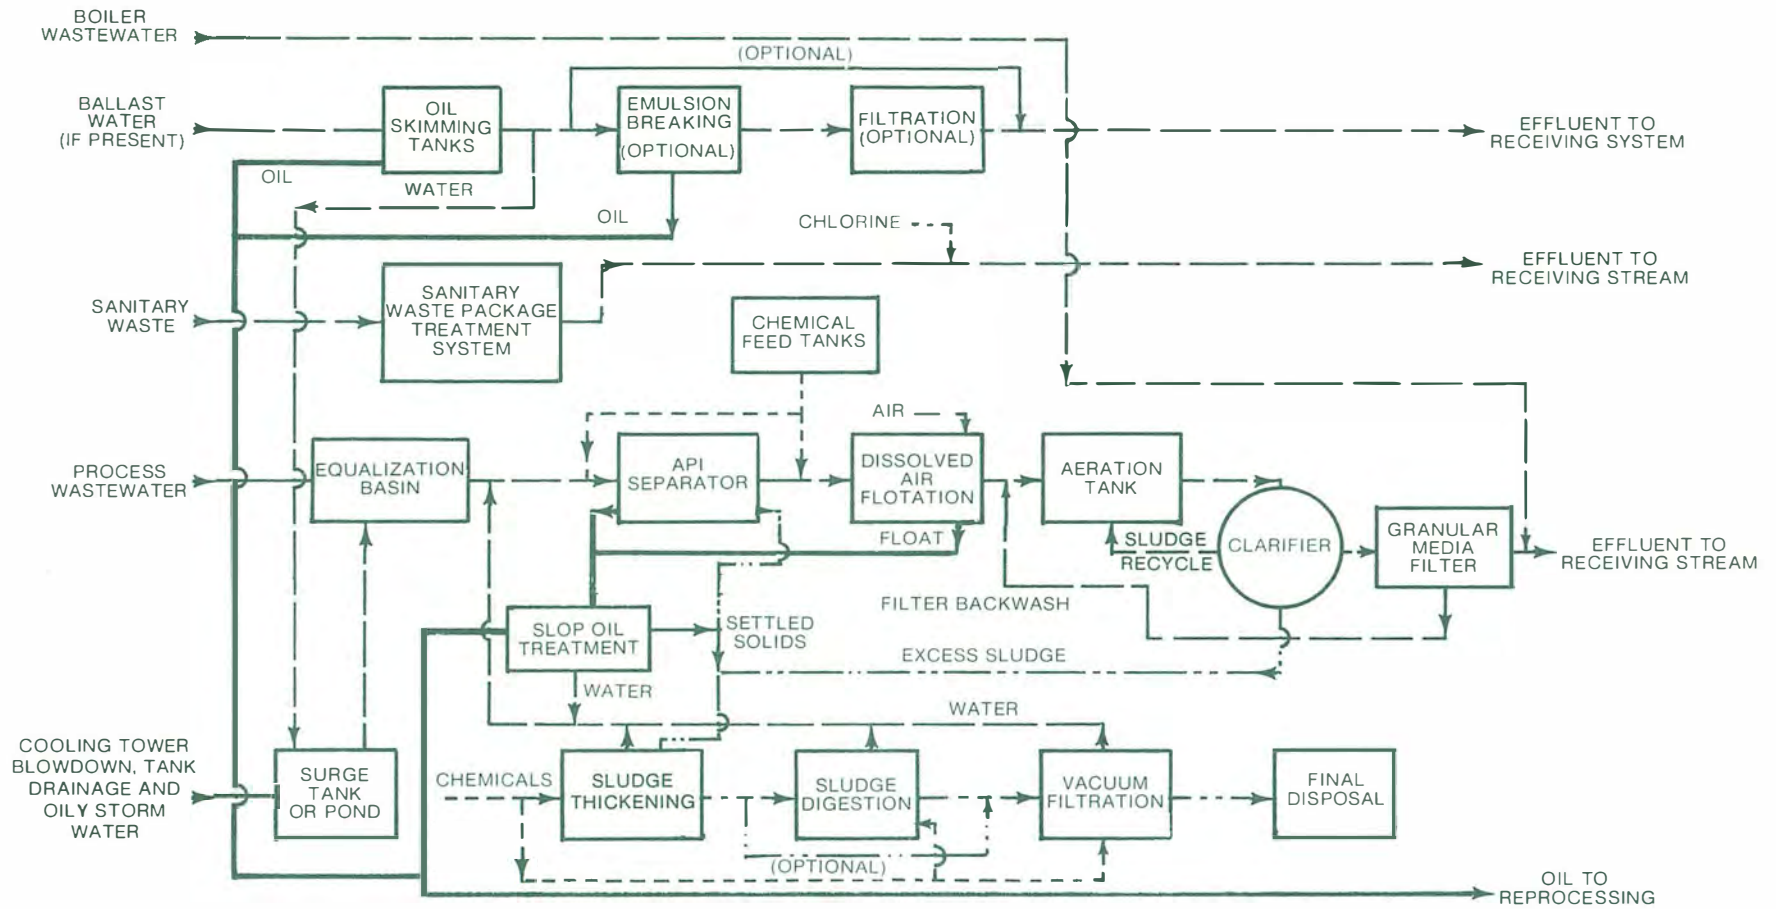 BOILER
WASTEWATER
(OPTIONAL)
BALLAST
WATER
(IF PRESENT)
OIL
SKIMMING
TANKS
EMULSION
BREAKING
(OPTIONAL)
FILTRATION
(OPTIONAL)
EFFLUENT TO
RECEIVING SYSTEM
OIL
WATER
OIL
CHLORINE
EFFLUENT TO
RECEIVING STREAM
SANITARY
WASTE
SANITARY
WASTE PACKAGE
TREATMENT
SYSTEM
CHEMICAL
FEED TANKS
AIR
PROCESS
WASTEWATER
EQUALIZATION
BASIN
API
SEPARATOR
DISSOLVED
AIR
FLOTATION
AERATION
TANK
FLOAT
SLUDGE
RECYCLE
CLARIFIER
GRANULAR
MEDIA
FILTER
EFFLUENT TO
RECEIVING STREAM
FILTER BACKWASH
SLOP OIL
TREATMENT
SETTLED
SOLIDS
EXCESS SLUDGE
WATER
WATER
COOLING TOWER
BLOWDOWN, TANK
DRAINAGE AND
OILY STORM
WATER
SURGE
TANK
OR POND
CHEMICALS
SLUDGE
THICKENING
SLUDGE
DIGESTION
VACUUM
FILTRATION
FINAL
DISPOSAL
(OPTIONAL)
OIL TO
REPROCESSING